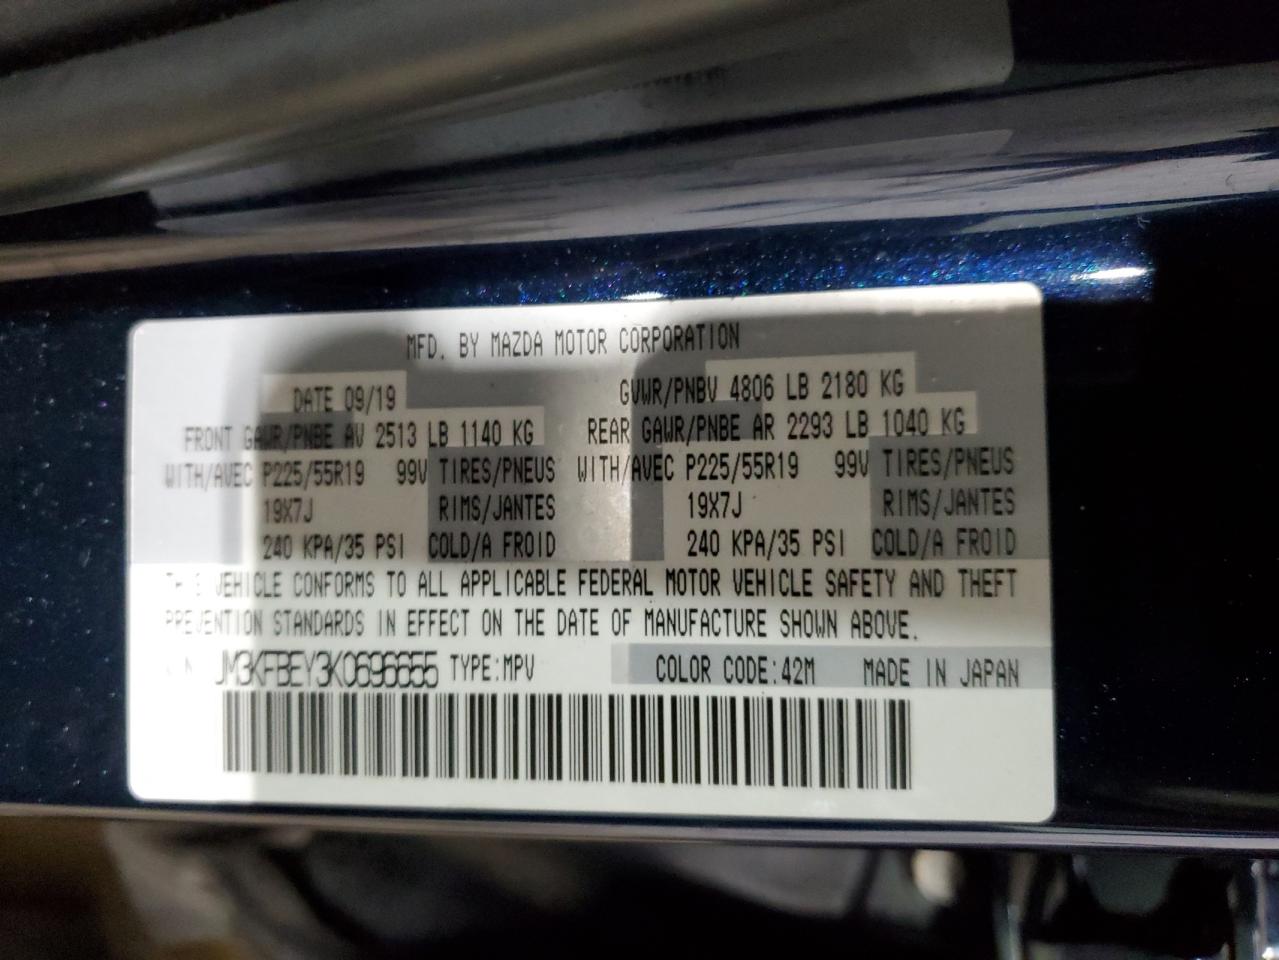 MFD. BY MAZDA MOTOR CORPORATION
DATE 09/19 GVWR/PNBV 4806 LB 2180 KG
FRONT GAWR/PNBE AV 2513 LB 1140 KG REAR GAWR/PNBE AR 2293 LB 1040 KG
WITH/AVEC P225/55R19 99V TIRES/PNEUS WITH/AVEC P225/55R19 99V TIRES/PNEUS
19X7J RIMS/JANTES 19X7J RIMS/JANTES
240 KPA/35 PSI COLD/A FROID 240 KPA/35 PSI COLD/A FROID
THIS VEHICLE CONFORMS TO ALL APPLICABLE FEDERAL MOTOR VEHICLE SAFETY AND THEFT
PREVENTION STANDARDS IN EFFECT ON THE DATE OF MANUFACTURE SHOWN ABOVE.
JM3KFBEY3K0696655 TYPE:MPV COLOR CODE:42M MADE IN JAPAN